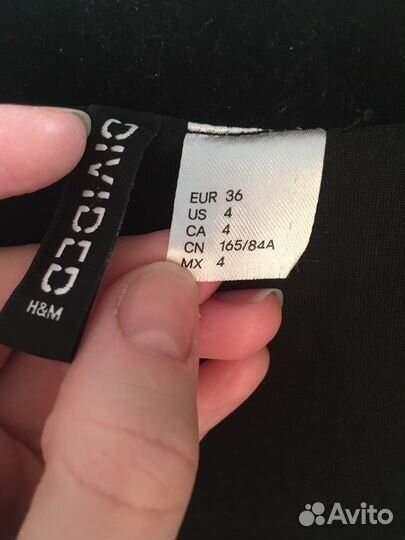 DIVIDED
H&M
EUR 36
US 4
CA 4
CN 165/84A
MX 4
Avito